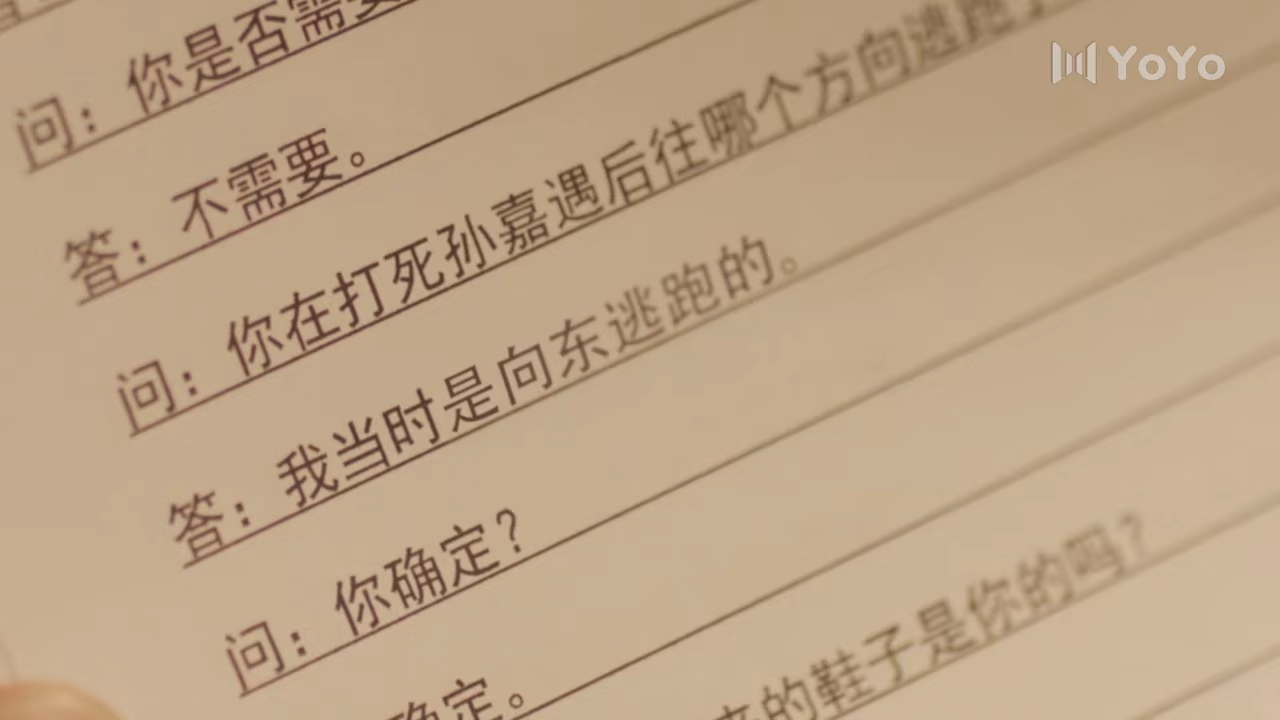 YoYo
问：你是否需要
答：不需要。
问：你在打死孙嘉遇后往哪个方向逃跑
答：我当时是向东逃跑的。
问：你确定？
确定。
的鞋子是你的吗？